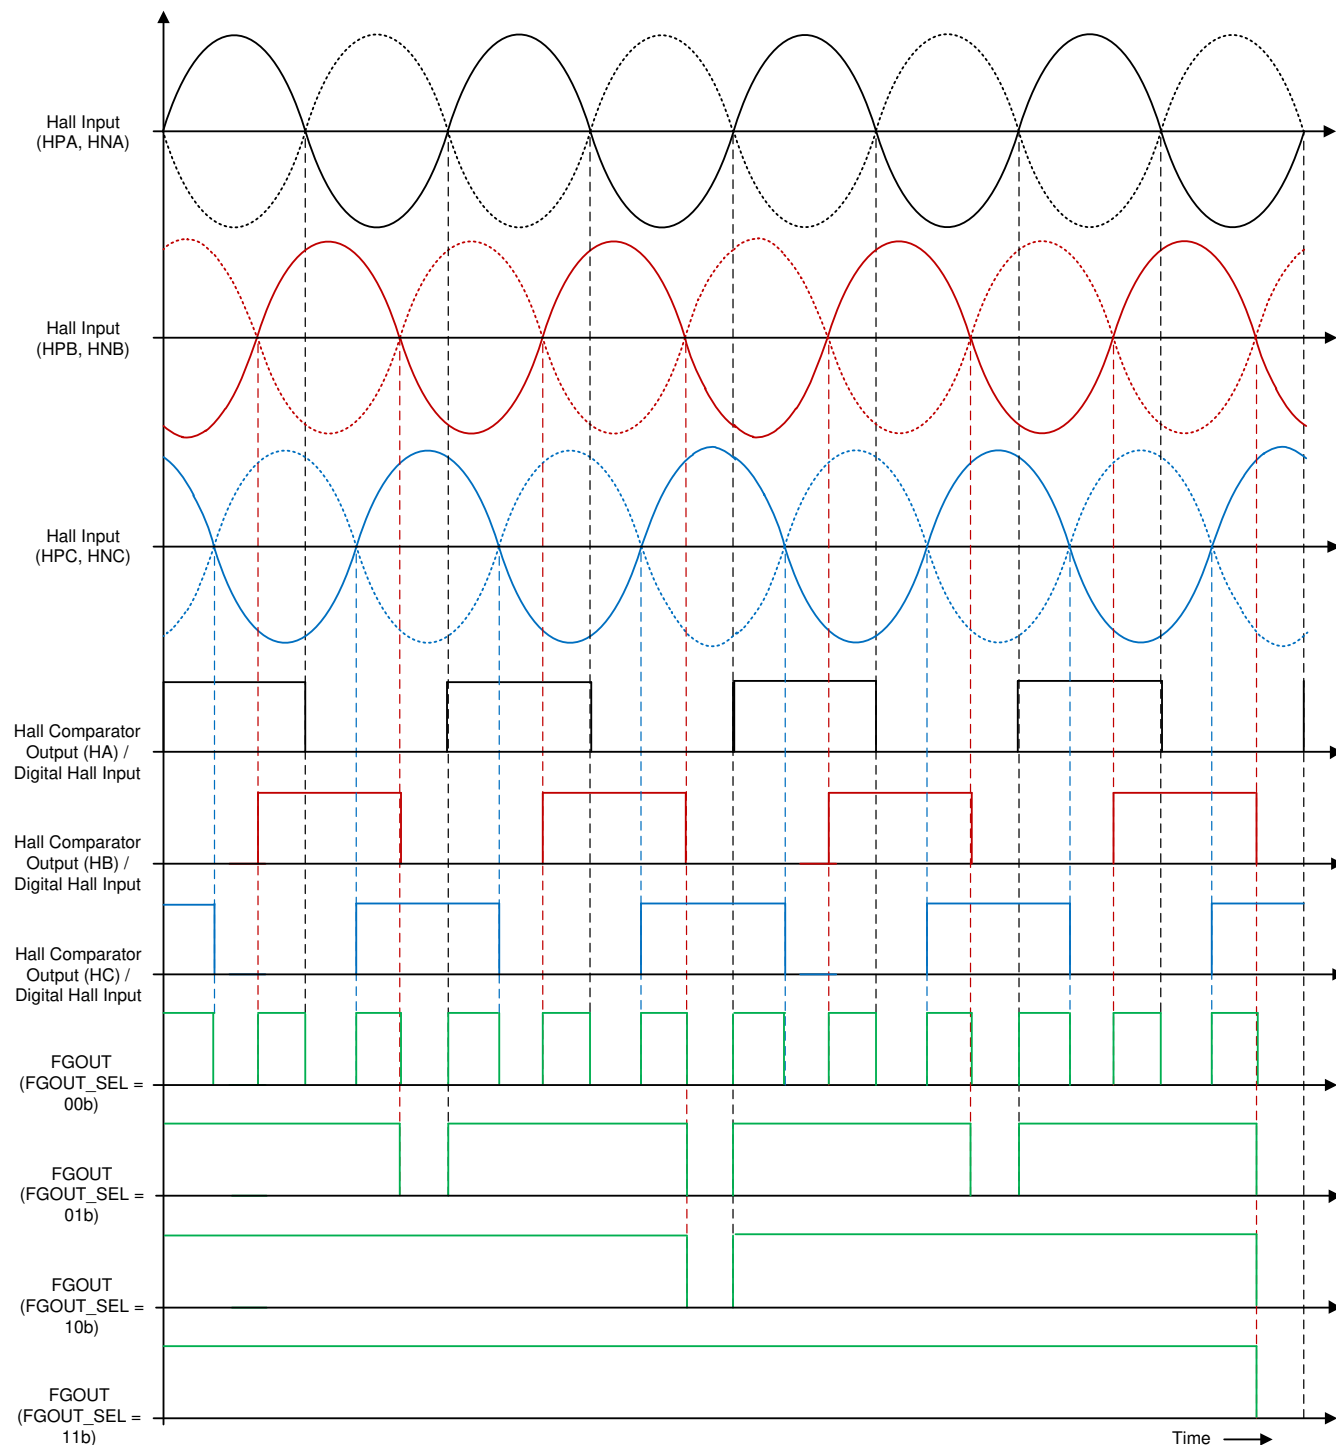 Hall Input
(HPA, HNA)
Hall Input
(HPB, HNB)
Hall Input
(HPC, HNC)
Hall Comparator
Output (HA) /
Digital Hall Input
Hall Comparator
Output (HB) /
Digital Hall Input
Hall Comparator
Output (HC) /
Digital Hall Input
FGOUT
(FGOUT_SEL =
00b)
FGOUT
(FGOUT_SEL =
01b)
FGOUT
(FGOUT_SEL =
10b)
FGOUT
(FGOUT_SEL =
11b)
Time